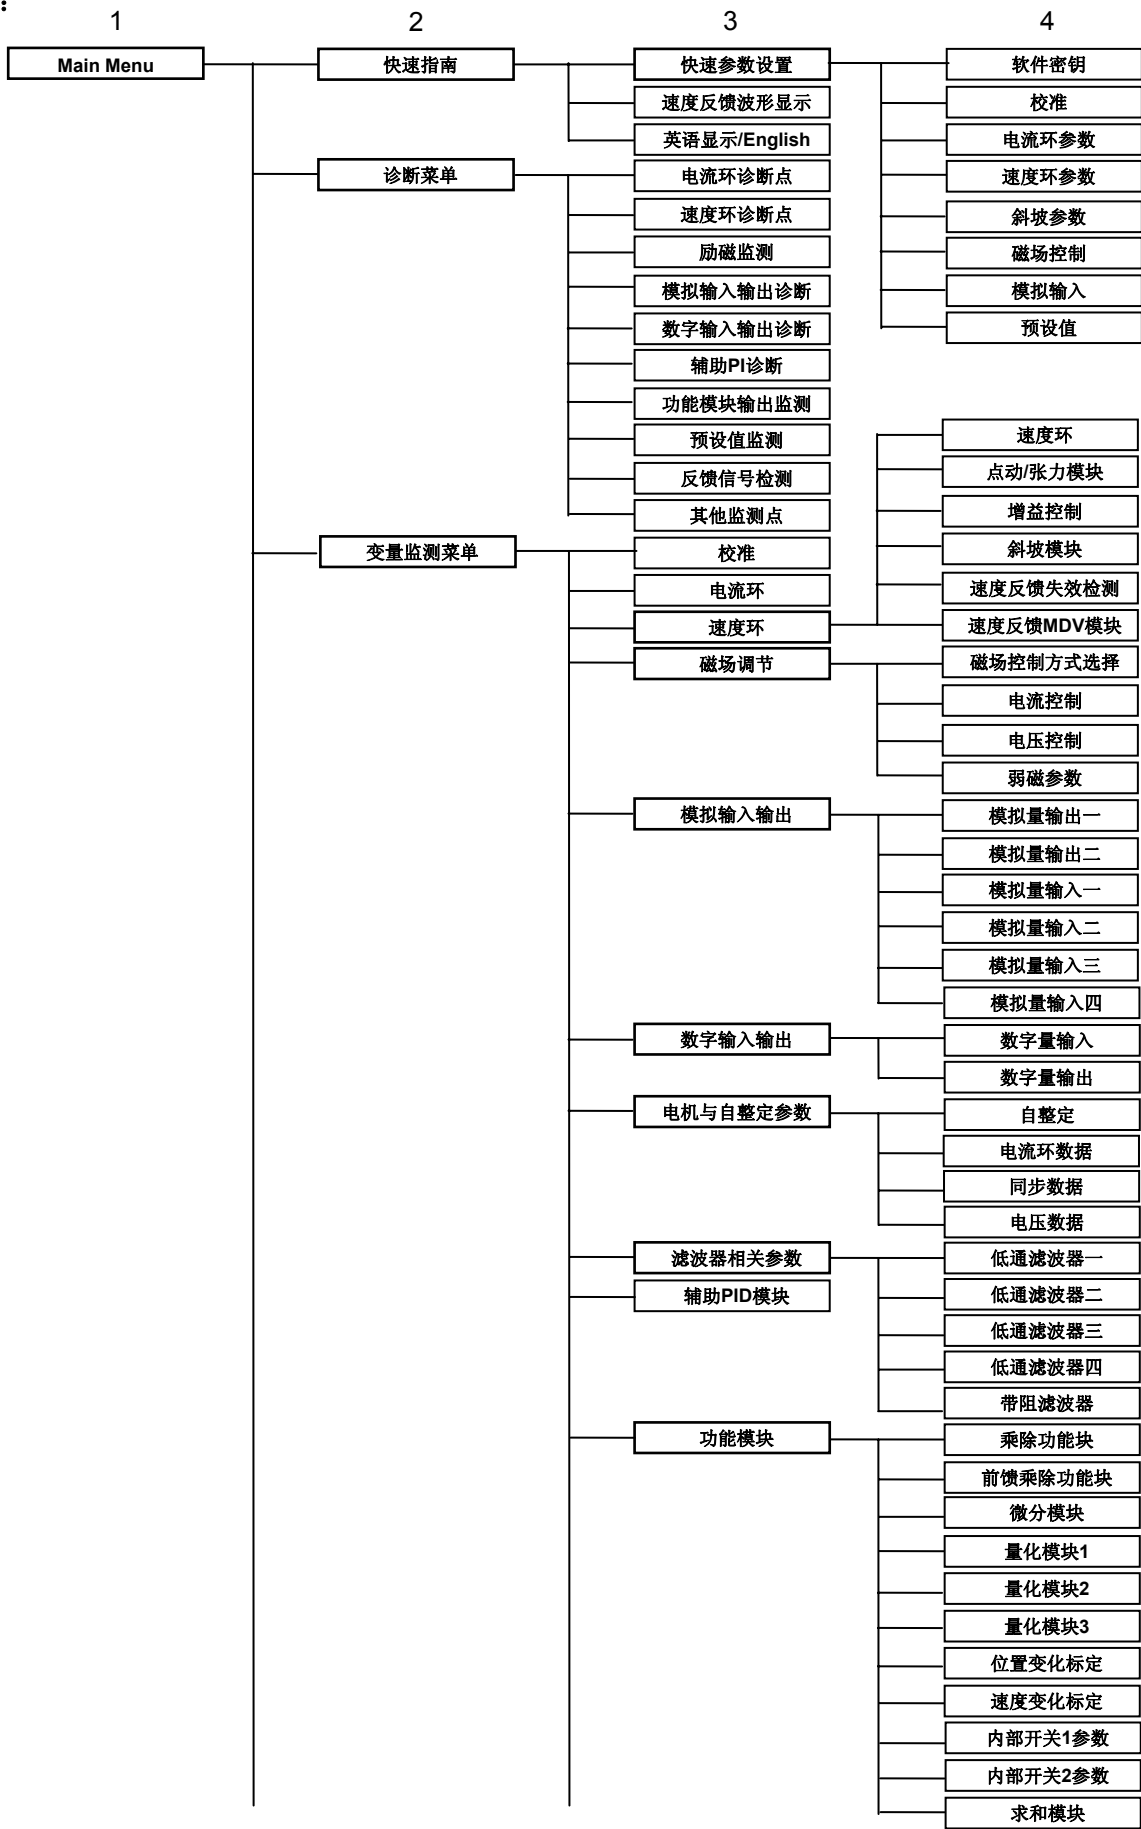 :
1 2 3 4
Main Menu 快速指南 快速参数设置 软件密钥
速度反馈波形显示 校准
英语显示/English 电流环参数
诊断菜单 电流环诊断点 速度环参数
速度环诊断点 斜坡参数
励磁监测 磁场控制
模拟输入输出诊断 模拟输入
数字输入输出诊断 预设值
辅助PI诊断
功能模块输出监测
预设值监测 速度环
反馈信号检测 点动/张力模块
其他监测点 增益控制
变量监测菜单 校准 斜坡模块
电流环 速度反馈失效检测
速度环 速度反馈MDV模块
磁场调节 磁场控制方式选择
电流控制
电压控制
弱磁参数
模拟输入输出 模拟量输出一
模拟量输出二
模拟量输入一
模拟量输入二
模拟量输入三
模拟量输入四
数字输入输出 数字量输入
数字量输出
电机与自整定参数 自整定
电流环数据
同步数据
电压数据
滤波器相关参数 低通滤波器一
辅助PID模块 低通滤波器二
低通滤波器三
低通滤波器四
带阻滤波器
功能模块 乘除功能块
前馈乘除功能块
微分模块
量化模块1
量化模块2
量化模块3
位置变化标定
速度变化标定
内部开关1参数
内部开关2参数
求和模块